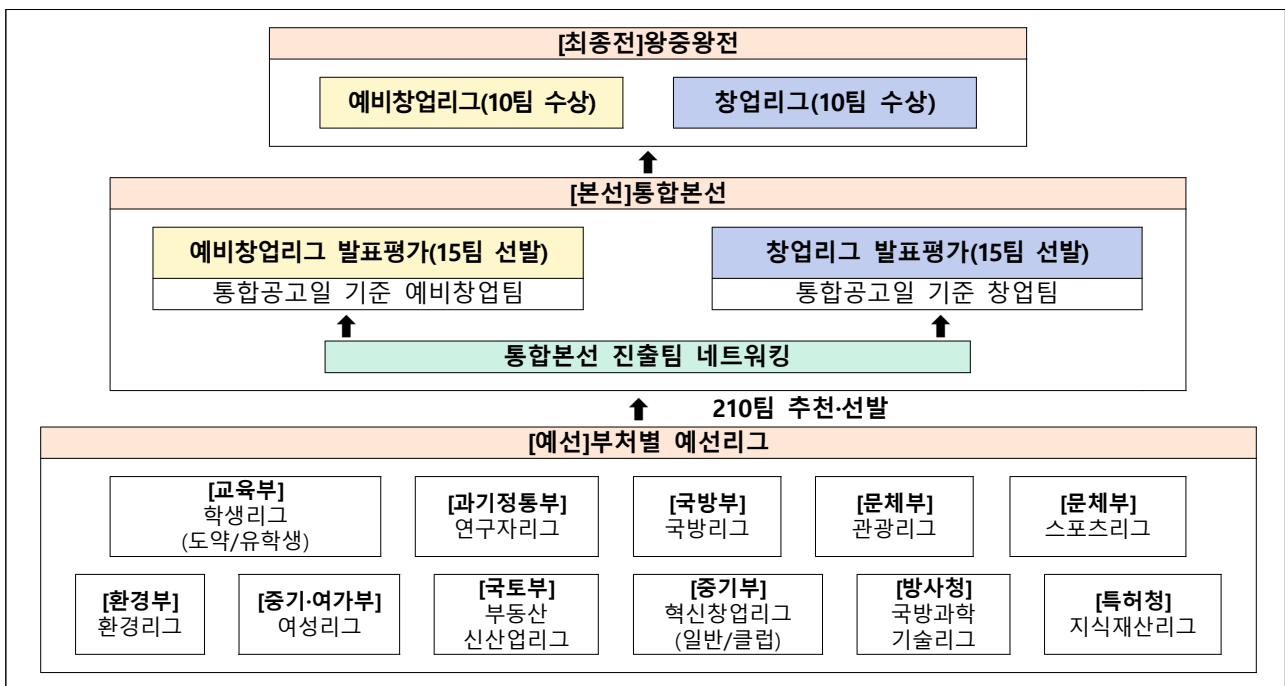 [최종전]왕중왕전
예비창업리그(10팀 수상)
창업리그(10팀 수상)
[본선]통합본선
예비창업리그 발표평가(15팀 선발)
통합공고일 기준 예비창업팀
창업리그 발표평가(15팀 선발)
통합공고일 기준 창업팀
통합본선 진출팀 네트워킹
210팀 추천·선발
[예선]부처별 예선리그
[교육부]
학생리그
(도약/유학생)
[과기정통부]
연구자리그
[국방부]
국방리그
[문체부]
관광리그
[문체부]
스포츠리그
[환경부]
환경리그
[중기·여가부]
여성리그
[국토부]
부동산
신산업리그
[중기부]
혁신창업리그
(일반/클럽)
[방사청]
국방과학
기술리그
[특허청]
지식재산리그